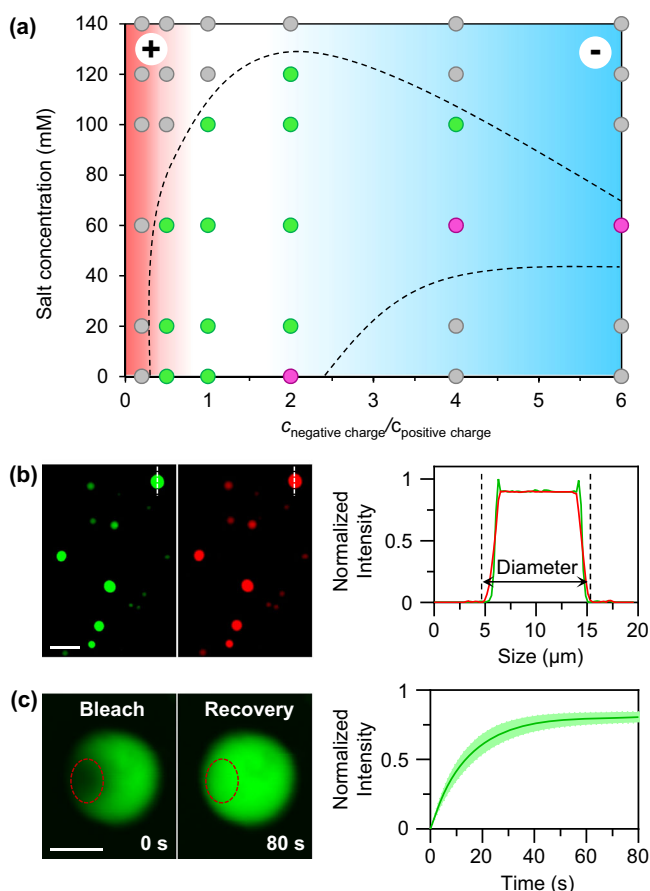 (a)
Salt concentration (mM)
140
120
100
80
60
40
20
0
+
-
0 1 2 3 4 5 6
c negative charge/c positive charge
(b)
Normalized
Intensity
1
0.5
0
Diameter
0 5 10 15 20
Size (µm)
(c)
Bleach
Recovery
0 s
80 s
Normalized
Intensity
1
0.5
0
0 20 40 60 80
Time (s)